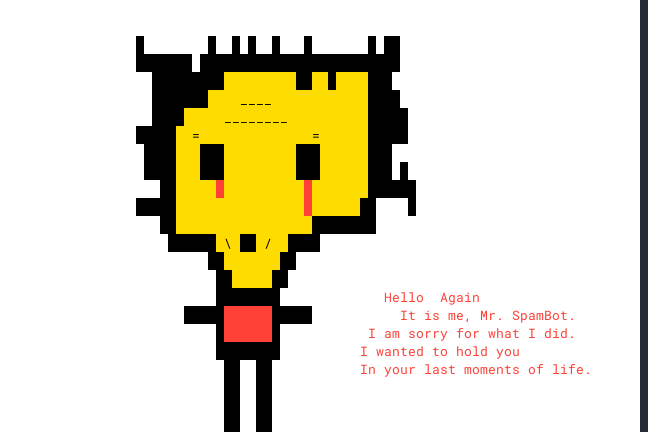 Hello  Again
It is me, Mr. SpamBot.
I am sorry for what I did.
I wanted to hold you
In your last moments of life.